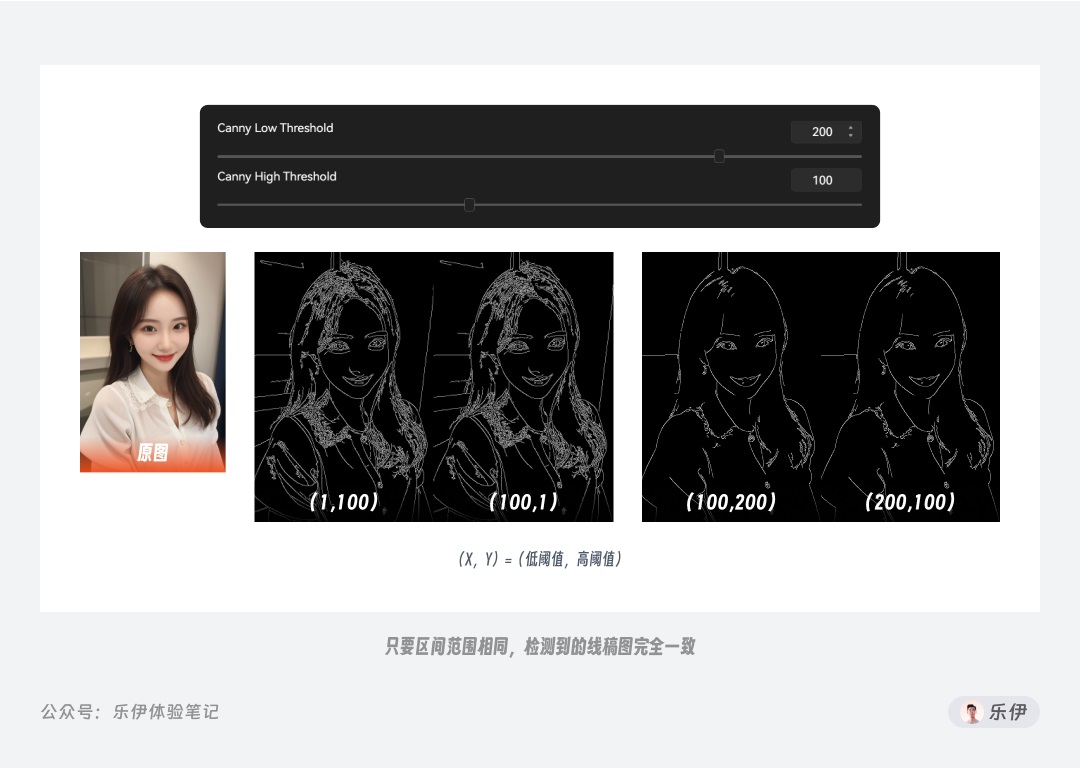 Canny Low Threshold
200
Canny High Threshold
100
原图
(1,100)
(100,1)
(100,200)
(200,100)
(X, Y) = (低阈值, 高阈值)
只要区间范围相同，检测到的线稿图完全一致
公众号：乐伊体验笔记
乐伊